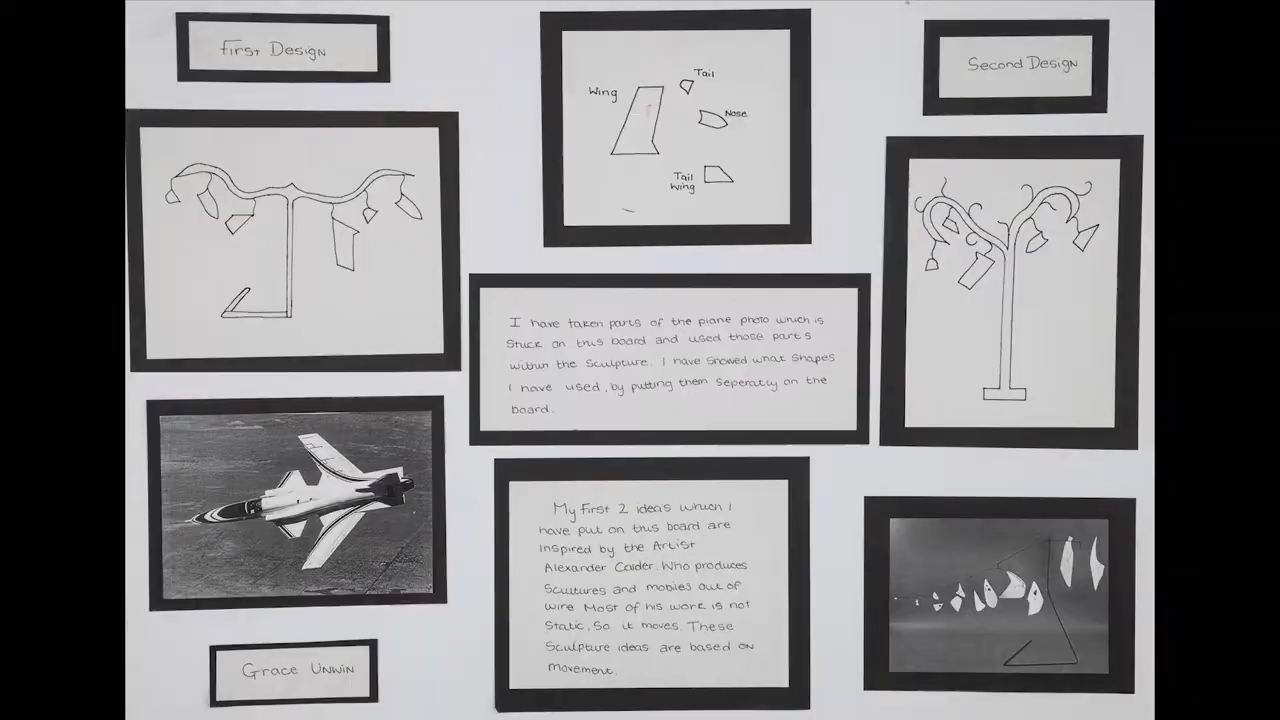 First Design
Second Design
Wing
Tail
Nose
Tail
Wing
I have taken parts of the plane photo which is
stuck on this board and used those parts
within the sculpture. I have showed what shapes
I have used, by putting them seperatly on the
board.
My First 2 ideas which I
have put on this board are
inspired by the Artist
Alexander Calder. Who produces
scultures and mobles out of
wire Most of his work is not
static, So it moves. These
Sculpture ideas are based on
movement.
Grace Unwin